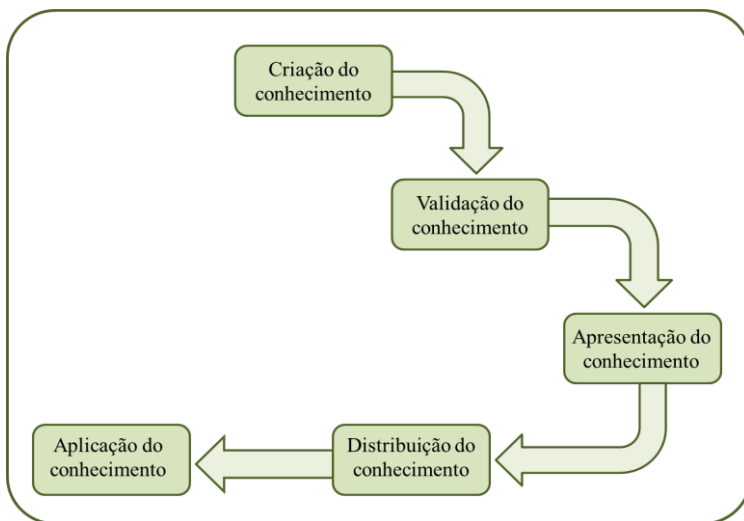 Criação do
conhecimento
Validação do
conhecimento
Apresentação do
conhecimento
Distribuição do
conhecimento
Aplicação do
conhecimento